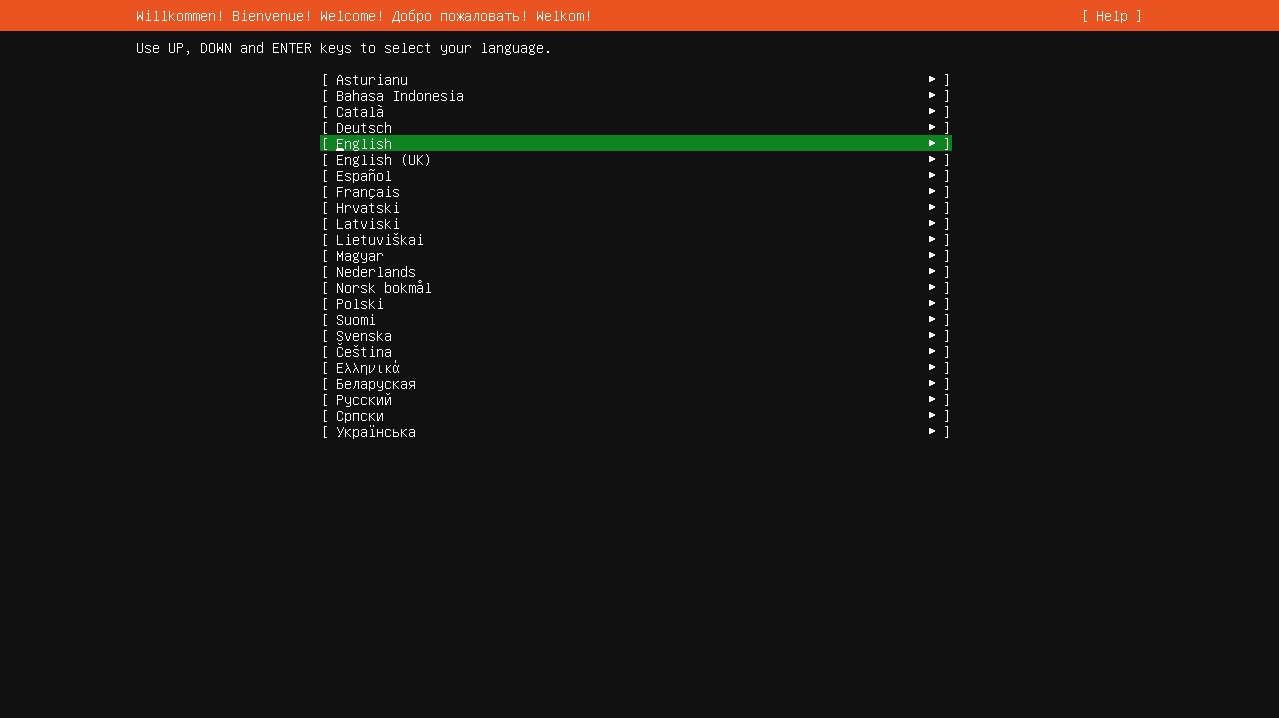 Willkommen! Bienvenue! Welcome! Добро пожаловать! Welkom! [ Help ]
Use UP, DOWN and ENTER keys to select your language.
[ Asturianu ▸ ]
[ Bahasa Indonesia ▸ ]
[ Català ▸ ]
[ Deutsch ▸ ]
[ English ▸ ]
[ English (UK) ▸ ]
[ Español ▸ ]
[ Français ▸ ]
[ Hrvatski ▸ ]
[ Latviski ▸ ]
[ Lietuviškai ▸ ]
[ Magyar ▸ ]
[ Nederlands ▸ ]
[ Norsk bokmål ▸ ]
[ Polski ▸ ]
[ Suomi ▸ ]
[ Svenska ▸ ]
[ Čeština ▸ ]
[ Ελληνικά ▸ ]
[ Беларуская ▸ ]
[ Русский ▸ ]
[ Српски ▸ ]
[ Українська ▸ ]